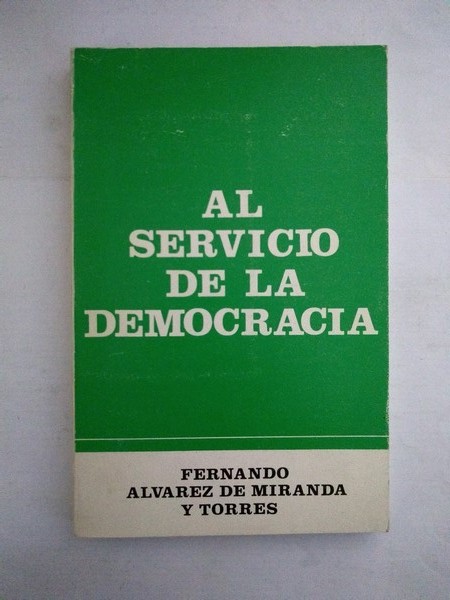 AL
SERVICIO
DE LA
DEMOCRACIA
FERNANDO
ALVAREZ DE MIRANDA
Y TORRES